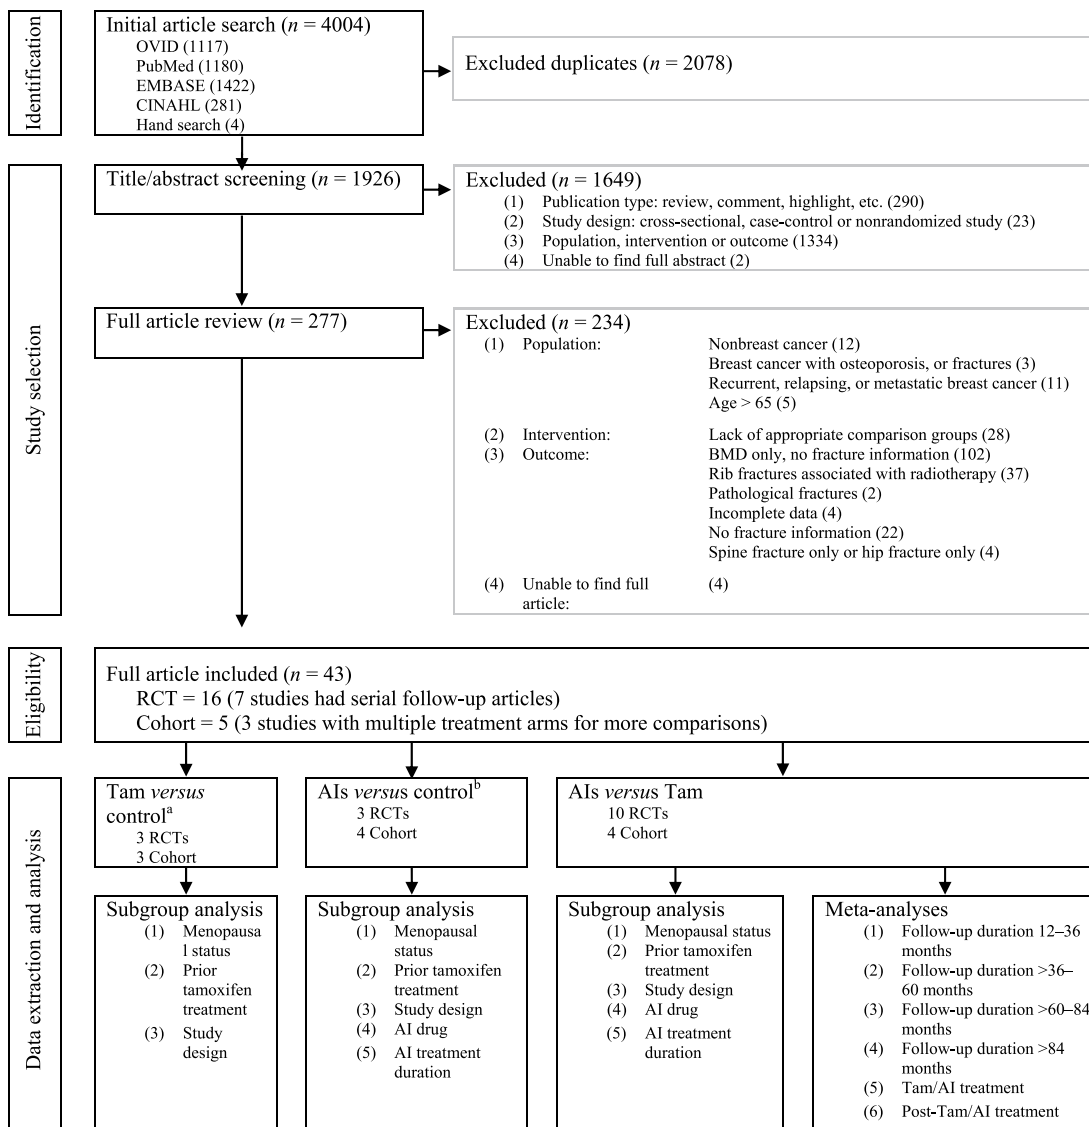 Identification
Initial article search (n = 4004)
OVID (1117)
PubMed (1180)
EMBASE (1422)
CINAHL (281)
Hand search (4)
Excluded duplicates (n = 2078)
Study selection
Title/abstract screening (n = 1926)
Excluded (n = 1649)
(1) Publication type: review, comment, highlight, etc. (290)
(2) Study design: cross-sectional, case-control or nonrandomized study (23)
(3) Population, intervention or outcome (1334)
(4) Unable to find full abstract (2)
Full article review (n = 277)
Excluded (n = 234)
(1) Population: Nonbreast cancer (12)
Breast cancer with osteoporosis, or fractures (3)
Recurrent, relapsing, or metastatic breast cancer (11)
Age > 65 (5)
(2) Intervention: Lack of appropriate comparison groups (28)
(3) Outcome: BMD only, no fracture information (102)
Rib fractures associated with radiotherapy (37)
Pathological fractures (2)
Incomplete data (4)
No fracture information (22)
Spine fracture only or hip fracture only (4)
(4) Unable to find full (4)
article:
Eligibility
Full article included (n = 43)
RCT = 16 (7 studies had serial follow-up articles)
Cohort = 5 (3 studies with multiple treatment arms for more comparisons)
Data extraction and analysis
Tam versus
control^a
3 RCTs
3 Cohort
AIs versus control^b
3 RCTs
4 Cohort
AIs versus Tam
10 RCTs
4 Cohort
Subgroup analysis
(1) Menopausa
l status
(2) Prior
tamoxifen
treatment
(3) Study
design
Subgroup analysis
(1) Menopausal
status
(2) Prior tamoxifen
treatment
(3) Study design
(4) AI drug
(5) AI treatment
duration
Subgroup analysis
(1) Menopausal status
(2) Prior tamoxifen
treatment
(3) Study design
(4) AI drug
(5) AI treatment
duration
Meta-analyses
(1) Follow-up duration 12–36
months
(2) Follow-up duration >36–
60 months
(3) Follow-up duration >60–84
months
(4) Follow-up duration >84
months
(5) Tam/AI treatment
(6) Post-Tam/AI treatment